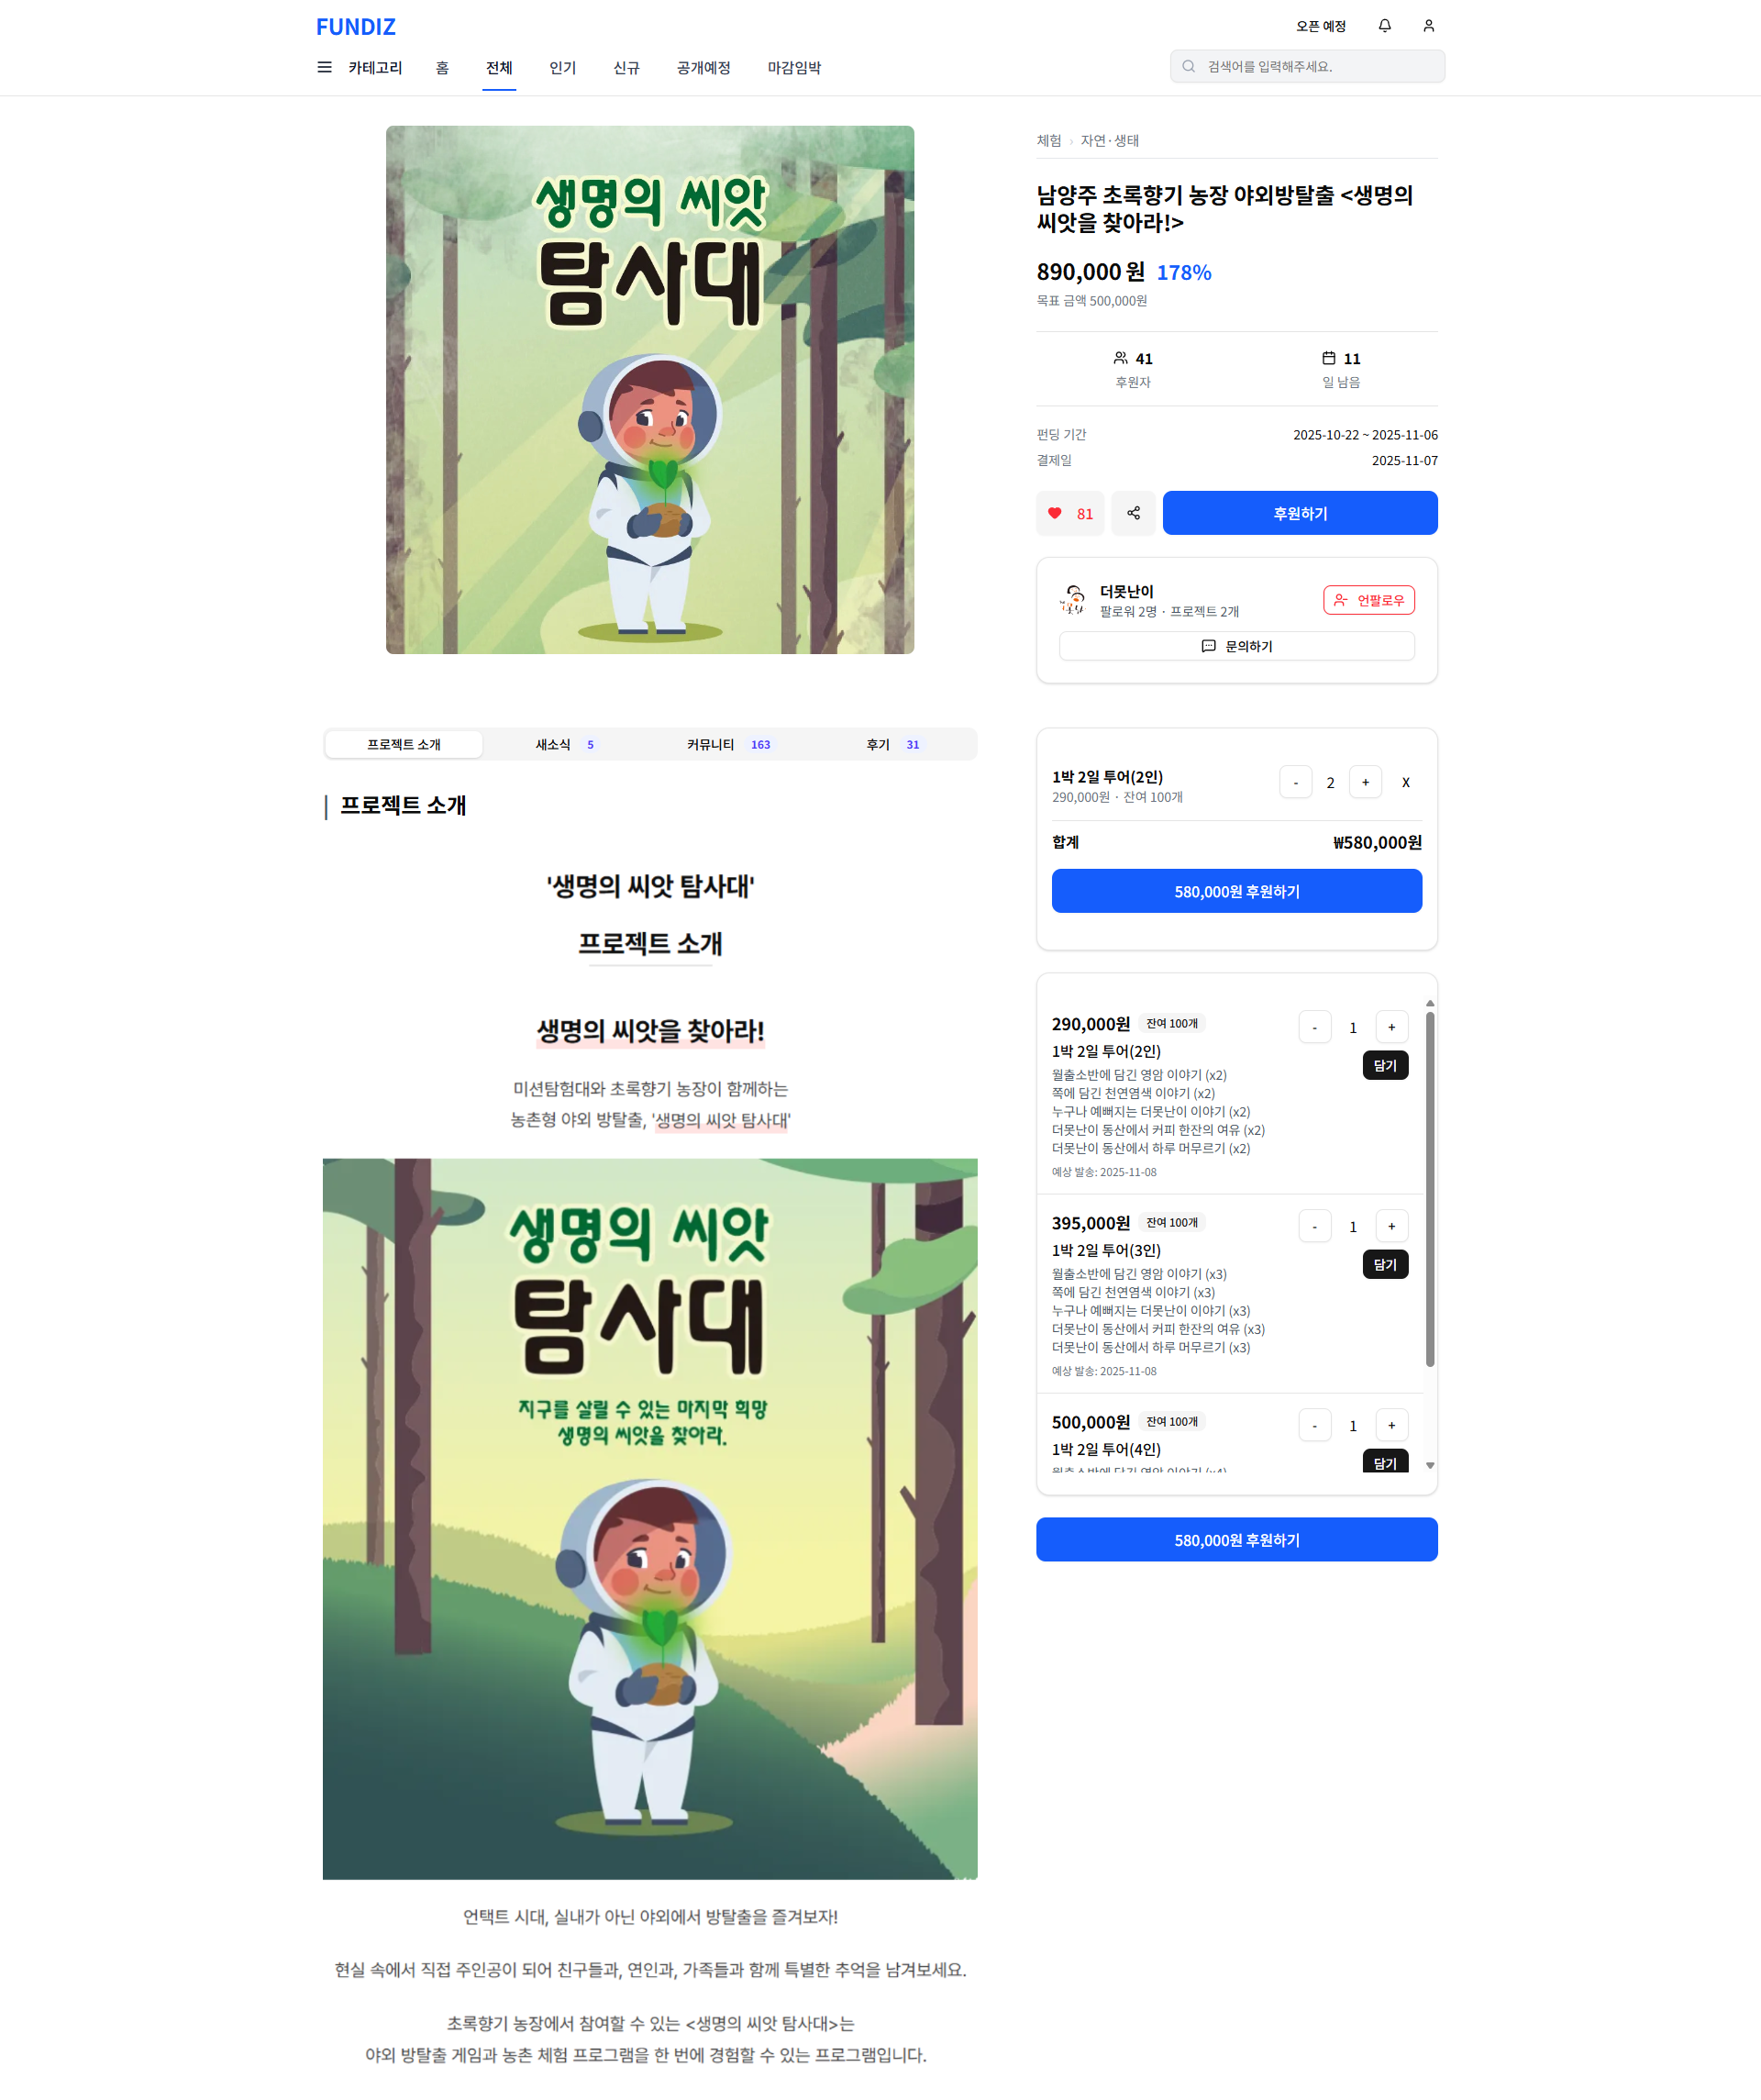 FUNDIZ
오픈 예정
카테고리
홈
전체
인기
신규
공개예정
마감임박
검색어를 입력해주세요.
생명의 씨앗
탐사대
체험 › 자연·생태
남양주 초록향기 농장 야외방탈출 <생명의
씨앗을 찾아라!>
890,000 원 178%
목표 금액 500,000원
41
후원자
11
일 남음
펀딩 기간 2025-10-22 ~ 2025-11-06
결제일 2025-11-07
81
후원하기
더못난이
팔로워 2명 · 프로젝트 2개
언팔로우
문의하기
프로젝트 소개
새소식 5
커뮤니티 163
후기 31
프로젝트 소개
'생명의 씨앗 탐사대'
프로젝트 소개
생명의 씨앗을 찾아라!
미션탐험대와 초록향기 농장이 함께하는
농촌형 야외 방탈출, '생명의 씨앗 탐사대'
생명의 씨앗
탐사대
지구를 살릴 수 있는 마지막 희망
생명의 씨앗을 찾아라.
언택트 시대, 실내가 아닌 야외에서 방탈출을 즐겨보자!
현실 속에서 직접 주인공이 되어 친구들과, 연인과, 가족들과 함께 특별한 추억을 남겨보세요.
초록향기 농장에서 참여할 수 있는 <생명의 씨앗 탐사대>는
야외 방탈출 게임과 농촌 체험 프로그램을 한 번에 경험할 수 있는 프로그램입니다.
1박 2일 투어(2인)
290,000원 · 잔여 100개
- 2 + X
합계 ₩580,000원
580,000원 후원하기
290,000원 잔여 100개
- 1 +
1박 2일 투어(2인)
담기
월출소반에 담긴 영암 이야기 (x2)
쪽에 담긴 천연염색 이야기 (x2)
누구나 예뻐지는 더못난이 이야기 (x2)
더못난이 동산에서 커피 한잔의 여유 (x2)
더못난이 동산에서 하루 머무르기 (x2)
예상 발송: 2025-11-08
395,000원 잔여 100개
- 1 +
1박 2일 투어(3인)
담기
월출소반에 담긴 영암 이야기 (x3)
쪽에 담긴 천연염색 이야기 (x3)
누구나 예뻐지는 더못난이 이야기 (x3)
더못난이 동산에서 커피 한잔의 여유 (x3)
더못난이 동산에서 하루 머무르기 (x3)
예상 발송: 2025-11-08
500,000원 잔여 100개
- 1 +
1박 2일 투어(4인)
담기
580,000원 후원하기